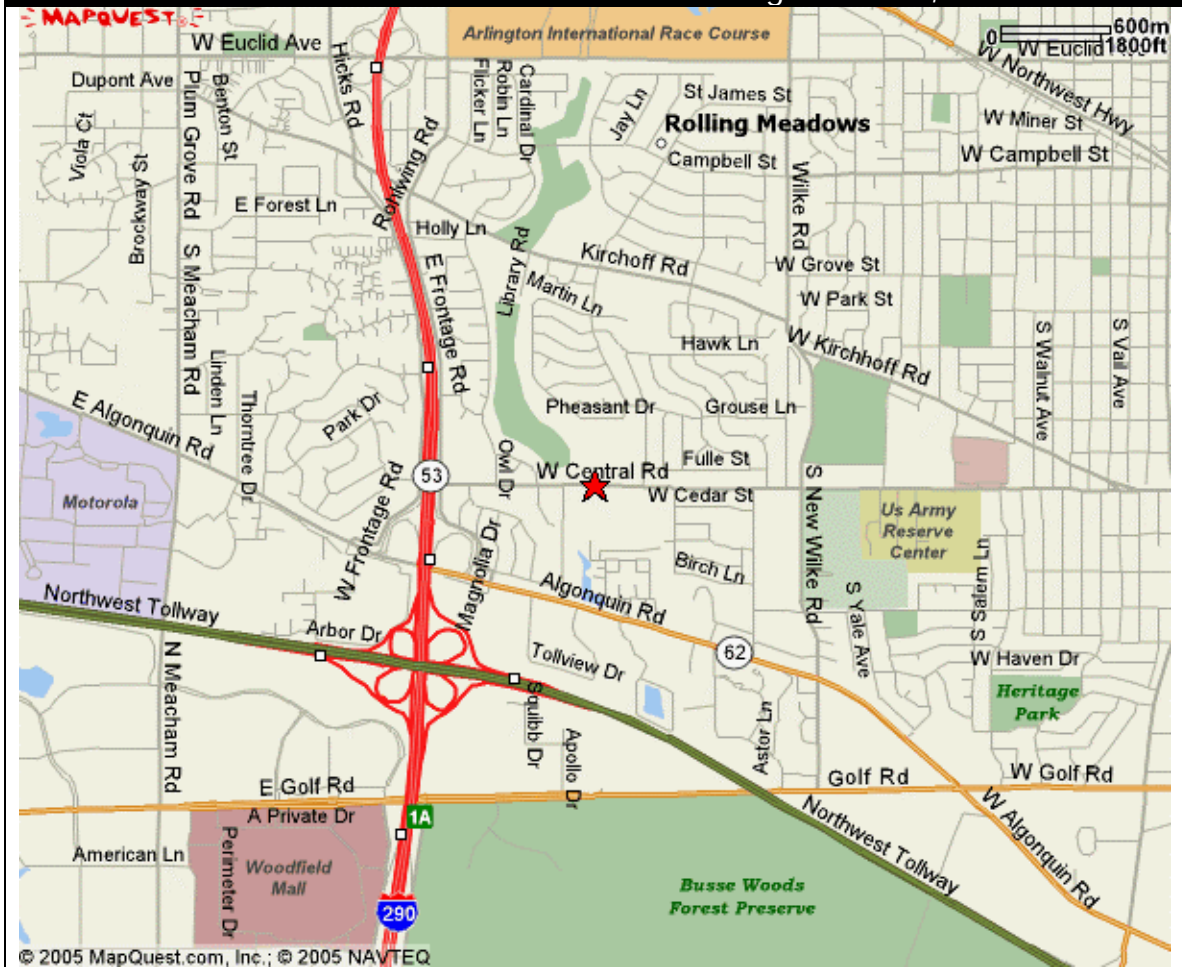 MAPQUEST
Arlington International Race Course
0 600m
1800ft
W Euclid Ave
W Euclid
Hicks Rd
Dupont Ave
Plum Grove Rd
Benton St
Flicker Ln
Robin Ln
Cardinal Dr
Jay Ln
St James St
W Northwest Hwy
Viola Ct
Rolling Meadows
W Miner St
Campbell St
W Campbell St
Brockway St
Rohlwing Rd
E Forest Ln
Wilke Rd
Holly Ln
Library Rd
Kirchoff Rd
S Meacham Rd
E Frontage Rd
Martin Ln
W Grove St
W Park St
Hawk Ln
W Kirchhoff Rd
S Walnut Ave
S Vail Ave
Linden Ln
Thorntree Dr
Park Dr
Pheasant Dr
Grouse Ln
E Algonquin Rd
Owl Dr
Fulle St
W Central Rd
53
W Cedar St
Motorola
W Frontage Rd
Magnolia Dr
S New Wilke Rd
Us Army
Reserve
Center
Birch Ln
S Salem Ln
Northwest Tollway
Algonquin Rd
S Yale Ave
Arbor Dr
62
Tollview Dr
W Haven Dr
N Meacham Rd
Squibb Dr
Heritage
Park
Apollo Dr
Astor Ln
E Golf Rd
Golf Rd
W Golf Rd
A Private Dr
1A
Northwest Tollway
W Algonquin Rd
American Ln
Perimeter Dr
Woodfield
Mall
Busse Woods
Forest Preserve
290
© 2005 MapQuest.com, Inc.; © 2005 NAVTEQ